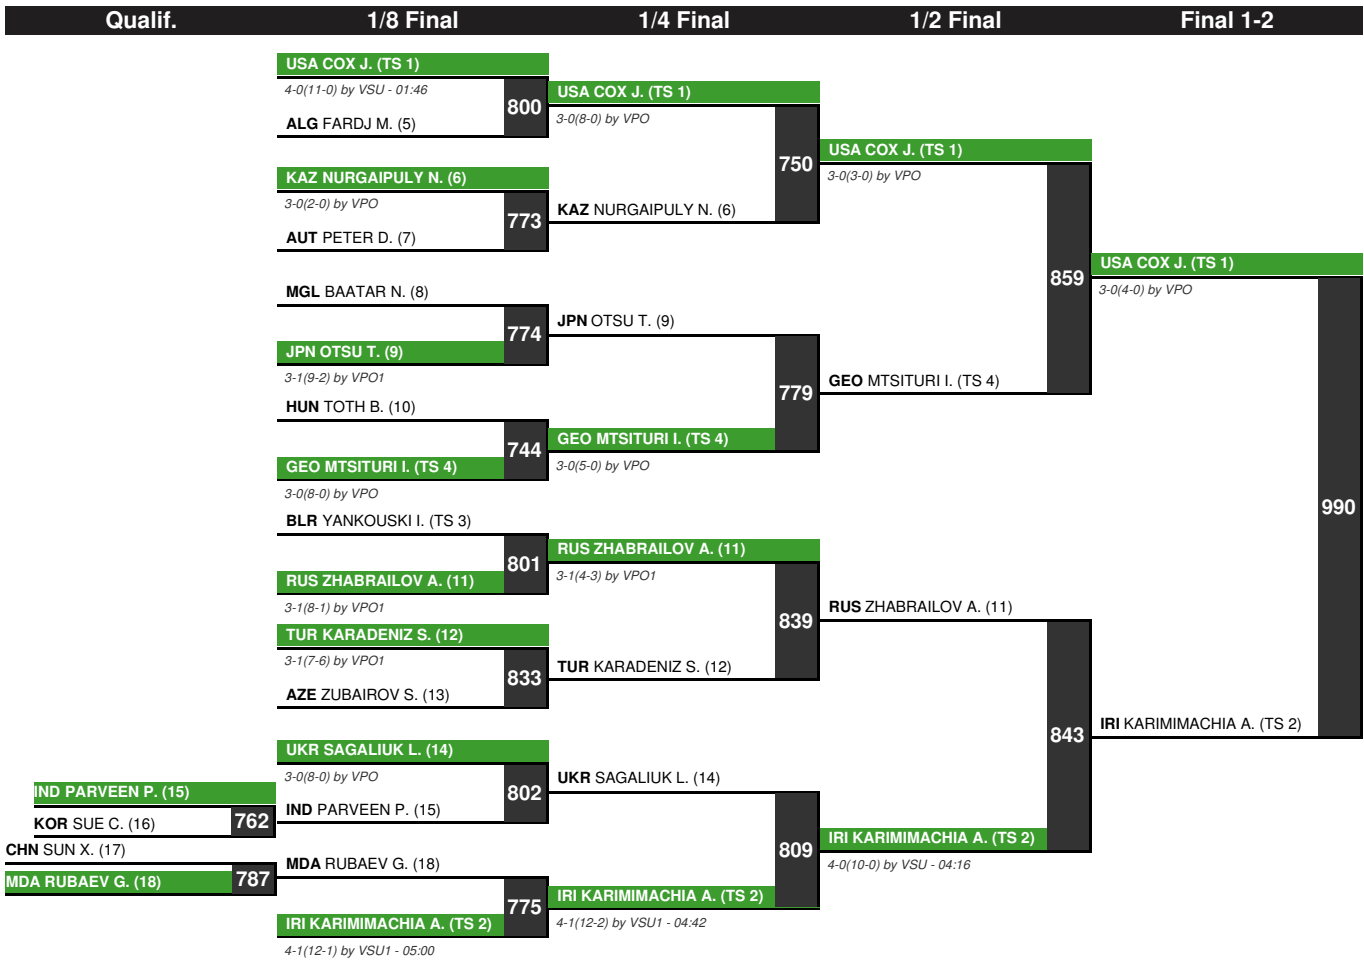 Qualif.
1/8 Final
1/4 Final
1/2 Final
Final 1-2
USA COX J. (TS 1)
4-0(11-0) by VSU - 01:46
ALG FARDJ M. (5)
800
KAZ NURGAIPULY N. (6)
3-0(2-0) by VPO
AUT PETER D. (7)
773
MGL BAATAR N. (8)
774
JPN OTSU T. (9)
3-1(9-2) by VPO1
HUN TOTH B. (10)
744
GEO MTSITURI I. (TS 4)
3-0(8-0) by VPO
BLR YANKOUSKI I. (TS 3)
801
RUS ZHABRAILOV A. (11)
3-1(8-1) by VPO1
TUR KARADENIZ S. (12)
3-1(7-6) by VPO1
AZE ZUBAIROV S. (13)
833
UKR SAGALIUK L. (14)
3-0(8-0) by VPO
IND PARVEEN P. (15)
802
IND PARVEEN P. (15)
KOR SUE C. (16)
762
CHN SUN X. (17)
MDA RUBAEV G. (18)
787
MDA RUBAEV G. (18)
775
IRI KARIMIMACHIA A. (TS 2)
4-1(12-1) by VSU1 - 05:00
USA COX J. (TS 1)
3-0(8-0) by VPO
750
KAZ NURGAIPULY N. (6)
JPN OTSU T. (9)
779
GEO MTSITURI I. (TS 4)
3-0(5-0) by VPO
RUS ZHABRAILOV A. (11)
3-1(4-3) by VPO1
839
TUR KARADENIZ S. (12)
UKR SAGALIUK L. (14)
809
IRI KARIMIMACHIA A. (TS 2)
4-1(12-2) by VSU1 - 04:42
USA COX J. (TS 1)
3-0(3-0) by VPO
859
GEO MTSITURI I. (TS 4)
RUS ZHABRAILOV A. (11)
843
IRI KARIMIMACHIA A. (TS 2)
4-0(10-0) by VSU - 04:16
USA COX J. (TS 1)
3-0(4-0) by VPO
990
IRI KARIMIMACHIA A. (TS 2)